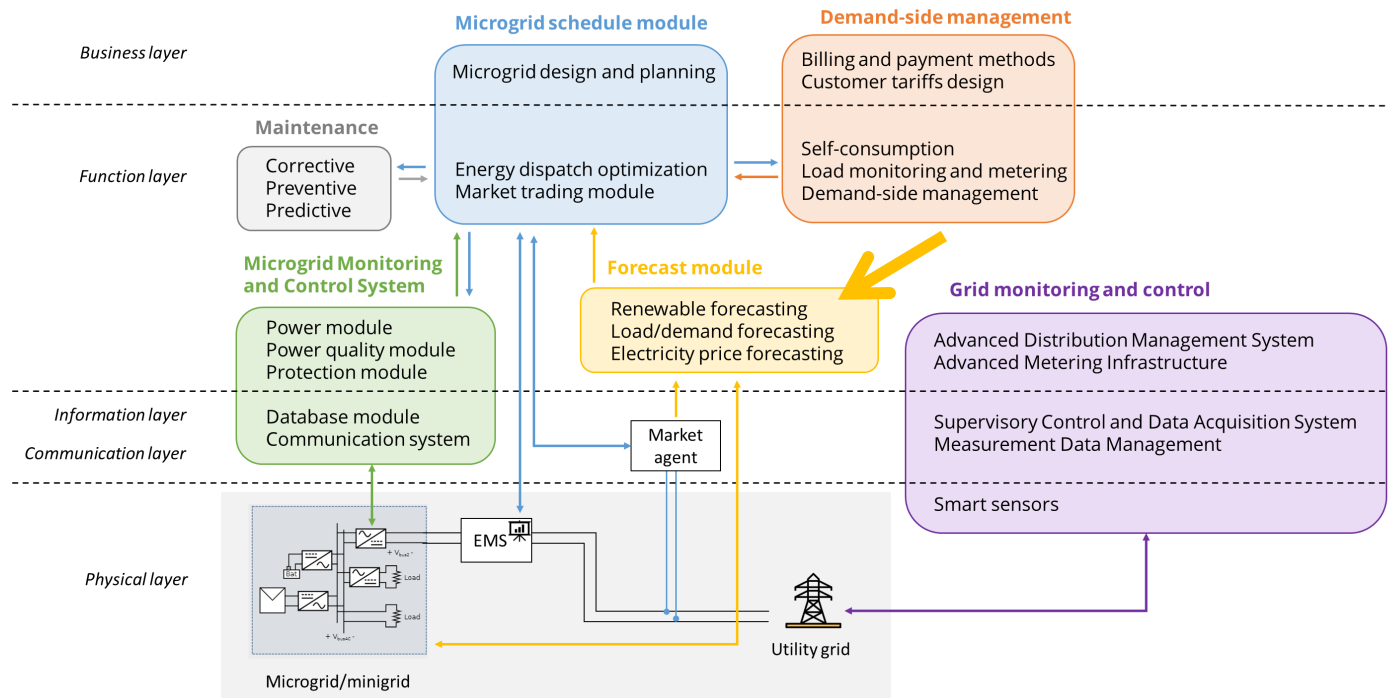 Microgrid schedule module
Demand-side management
Business layer
Microgrid design and planning
Billing and payment methods
Customer tariffs design
Maintenance
Function layer
Corrective
Preventive
Predictive
Energy dispatch optimization
Market trading module
Self-consumption
Load monitoring and metering
Demand-side management
Microgrid Monitoring
and Control System
Forecast module
Grid monitoring and control
Power module
Power quality module
Protection module
Renewable forecasting
Load/demand forecasting
Electricity price forecasting
Advanced Distribution Management System
Advanced Metering Infrastructure
Information layer
Communication layer
Database module
Communication system
Market
agent
Supervisory Control and Data Acquisition System
Measurement Data Management
Smart sensors
Physical layer
EMS
+ Vbus2 -
Bat
Load
Load
+ VbusAC -
Utility grid
Microgrid/minigrid